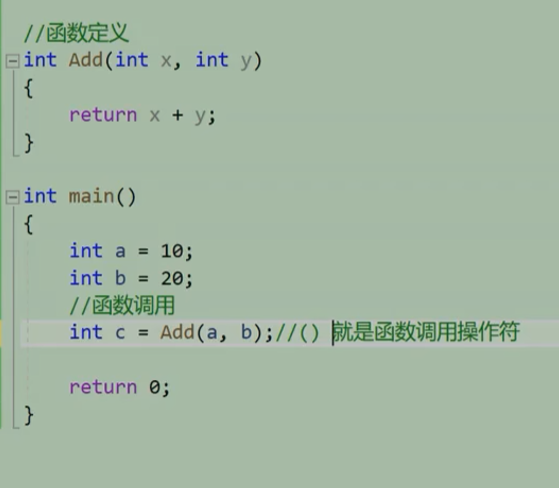 //函数定义
int Add(int x, int y)
{
    return x + y;
}
int main()
{
    int a = 10;
    int b = 20;
    //函数调用
    int c = Add(a, b);//() 就是函数调用操作符
    return 0;
}